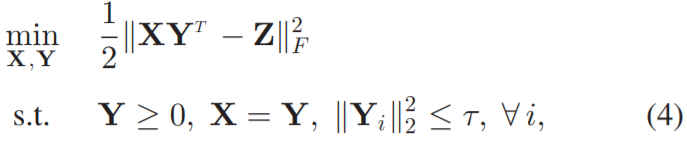 min_{X,Y} 1/2 ‖XY^T − Z‖_F^2
s.t. Y ≥ 0, X = Y, ‖Y_i‖_2^2 ≤ τ, ∀ i, (4)